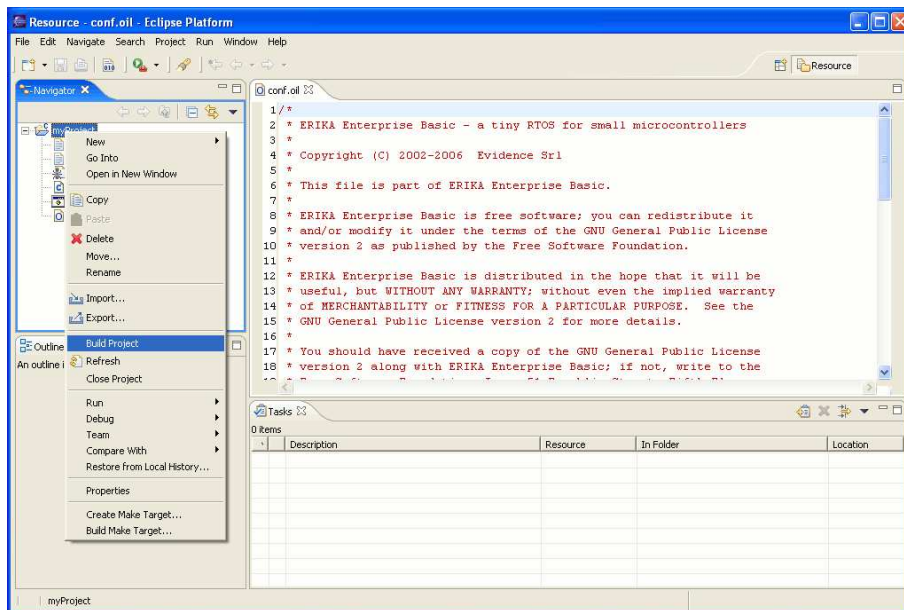 Resource - conf.oil - Eclipse Platform
File Edit Navigate Search Project Run Window Help
Resource
Navigator
myProject
New
Go Into
Open in New Window
Copy
Paste
Delete
Move...
Rename
Import...
Export...
Build Project
Refresh
Close Project
Run
Debug
Team
Compare With
Restore from Local History...
Properties
Create Make Target...
Build Make Target...
Outline
An outline i
conf.oil
1 /*
2 * ERIKA Enterprise Basic - a tiny RTOS for small microcontrollers
3 *
4 * Copyright (C) 2002-2006  Evidence Srl
5 *
6 * This file is part of ERIKA Enterprise Basic.
7 *
8 * ERIKA Enterprise Basic is free software; you can redistribute it
9 * and/or modify it under the terms of the GNU General Public License
10 * version 2 as published by the Free Software Foundation.
11 *
12 * ERIKA Enterprise Basic is distributed in the hope that it will be
13 * useful, but WITHOUT ANY WARRANTY; without even the implied warranty
14 * of MERCHANTABILITY or FITNESS FOR A PARTICULAR PURPOSE.  See the
15 * GNU General Public License version 2 for more details.
16 *
17 * You should have received a copy of the GNU General Public License
18 * version 2 along with ERIKA Enterprise Basic; if not, write to the
Tasks
0 items
Description Resource In Folder Location
myProject